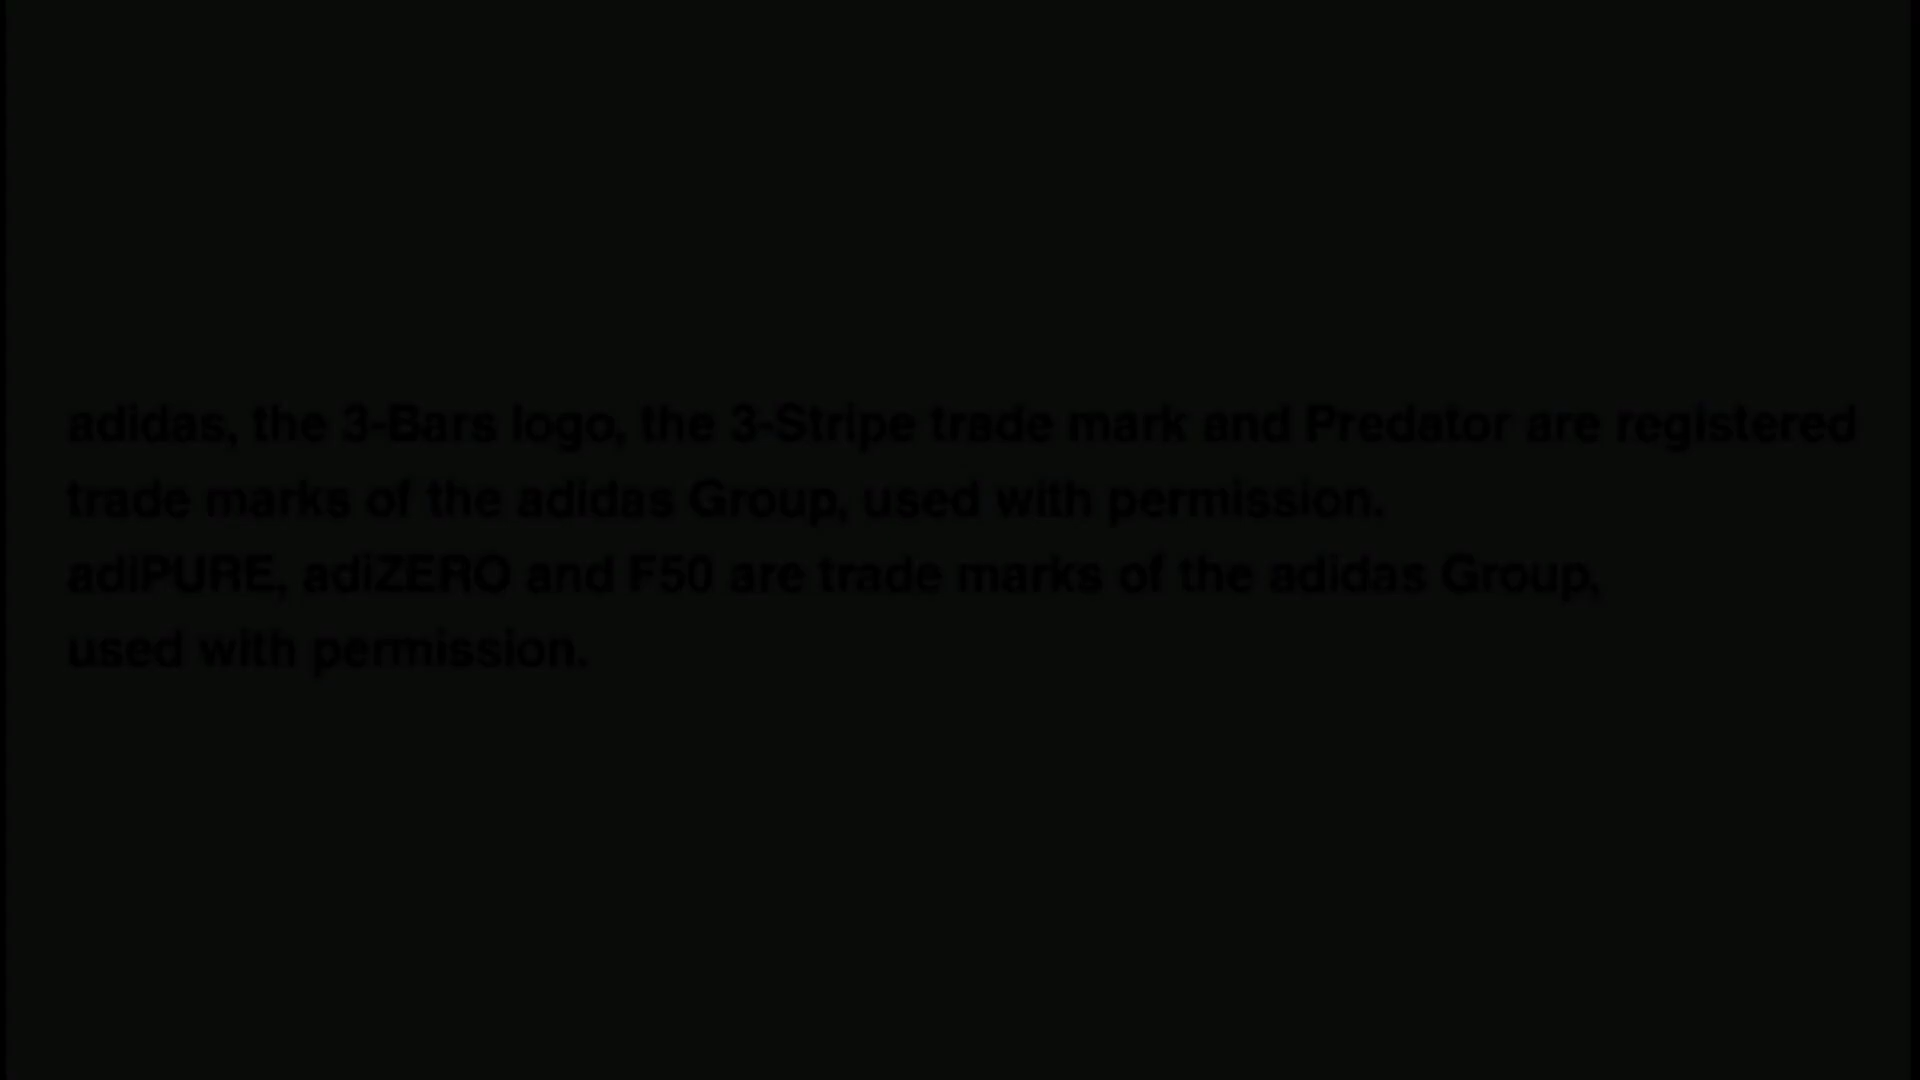 adidas, the 3-Bars logo, the 3-Stripe trade mark and Predator are registered
trade marks of the adidas Group, used with permission.
adiPURE, adiZERO and F50 are trade marks of the adidas Group,
used with permission.